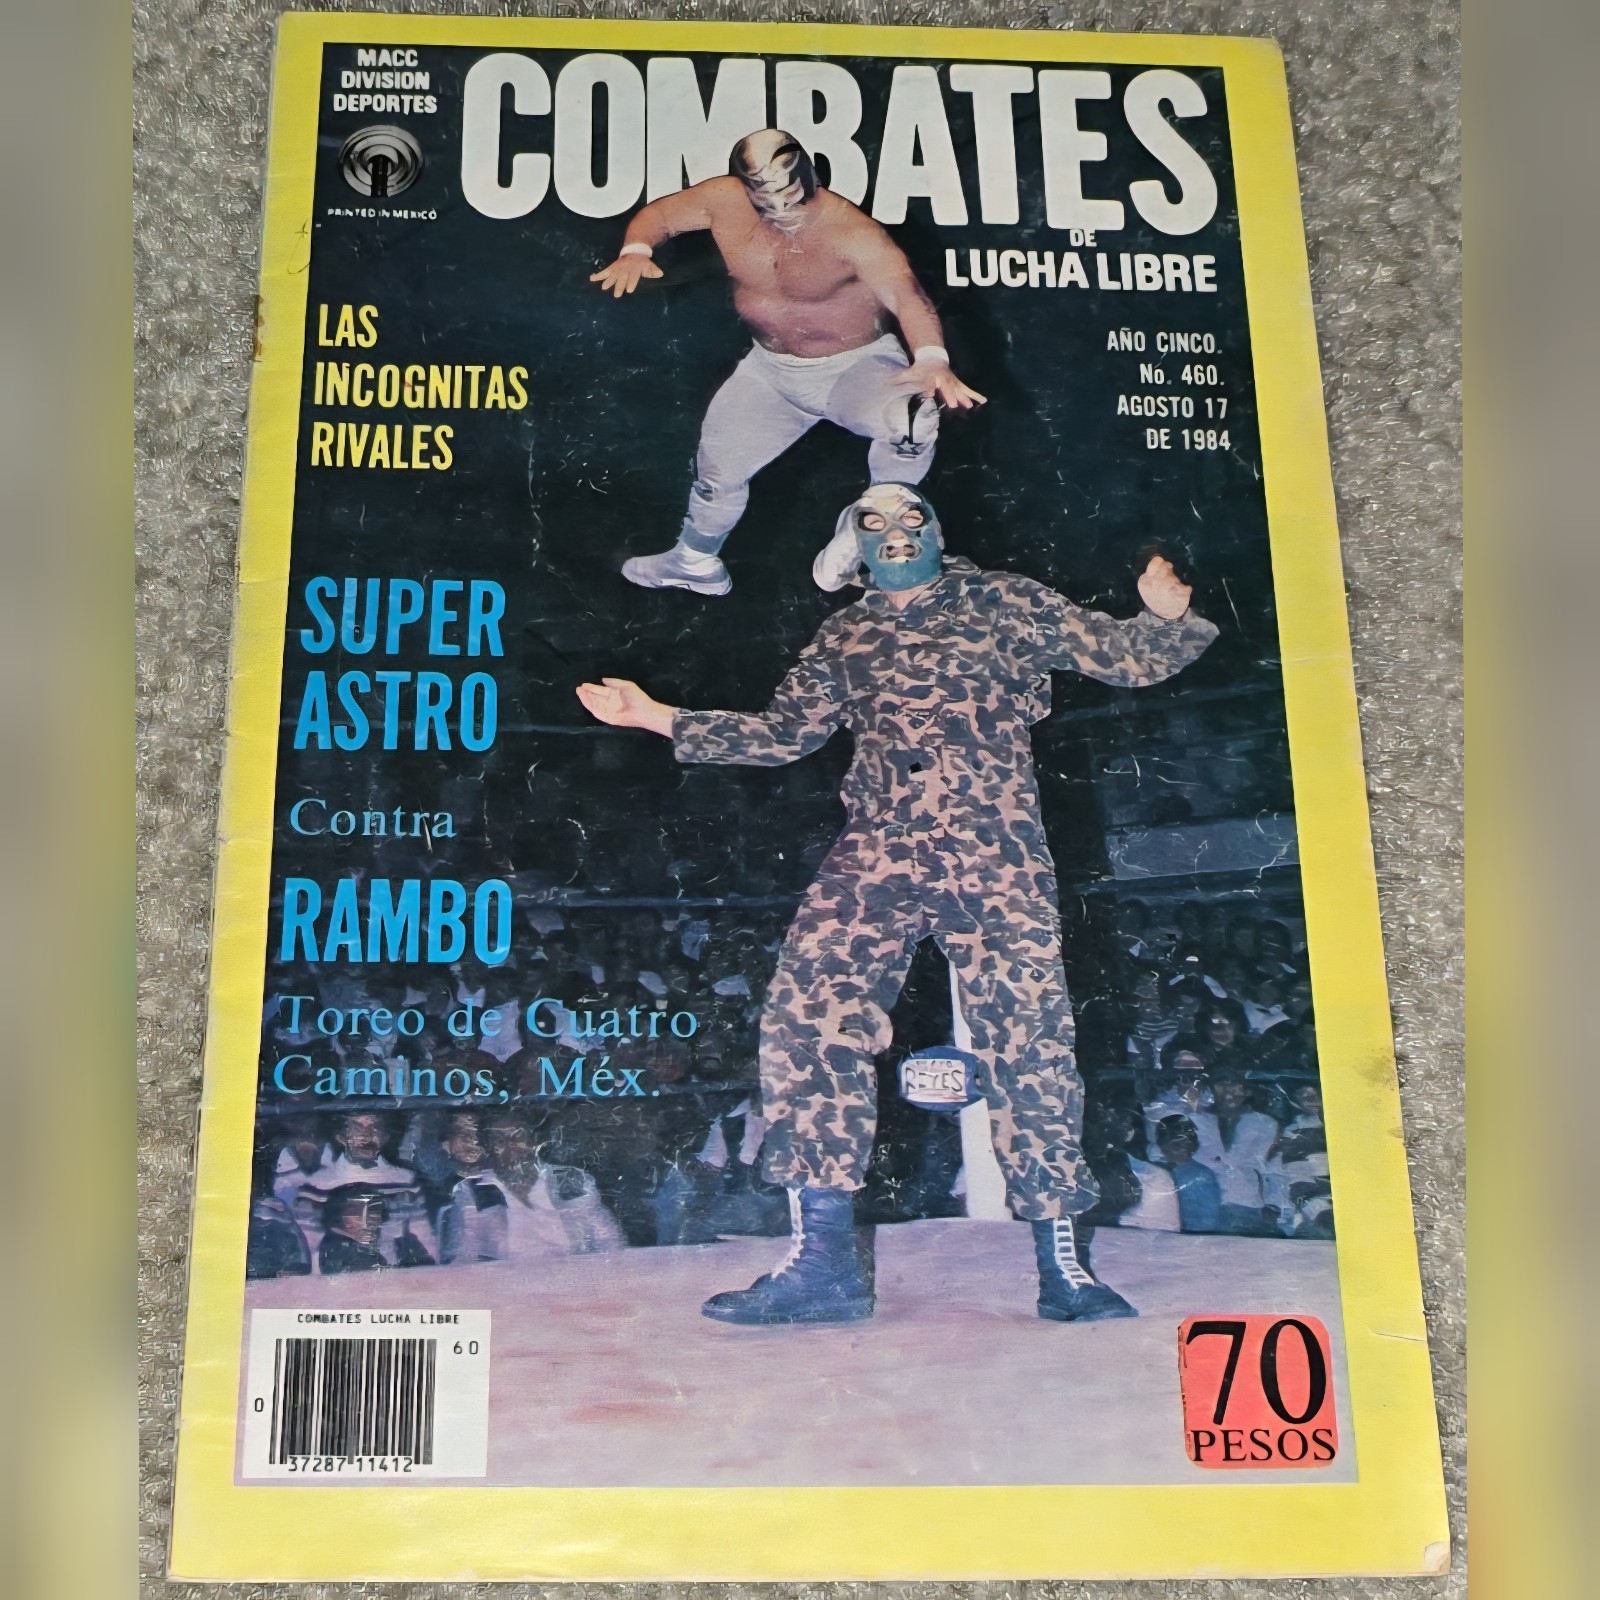 MACC
DIVISION
DEPORTES
PRINTED IN MEXICO
COMBATES
DE
LUCHA LIBRE
AÑO CINCO.
No. 460.
AGOSTO 17
DE 1984
LAS
INCOGNITAS
RIVALES
SUPER
ASTRO
Contra
RAMBO
Toreo de Cuatro
Caminos, Méx.
REYES
COMBATES LUCHA LIBRE
60
0
37287 11412
70
PESOS